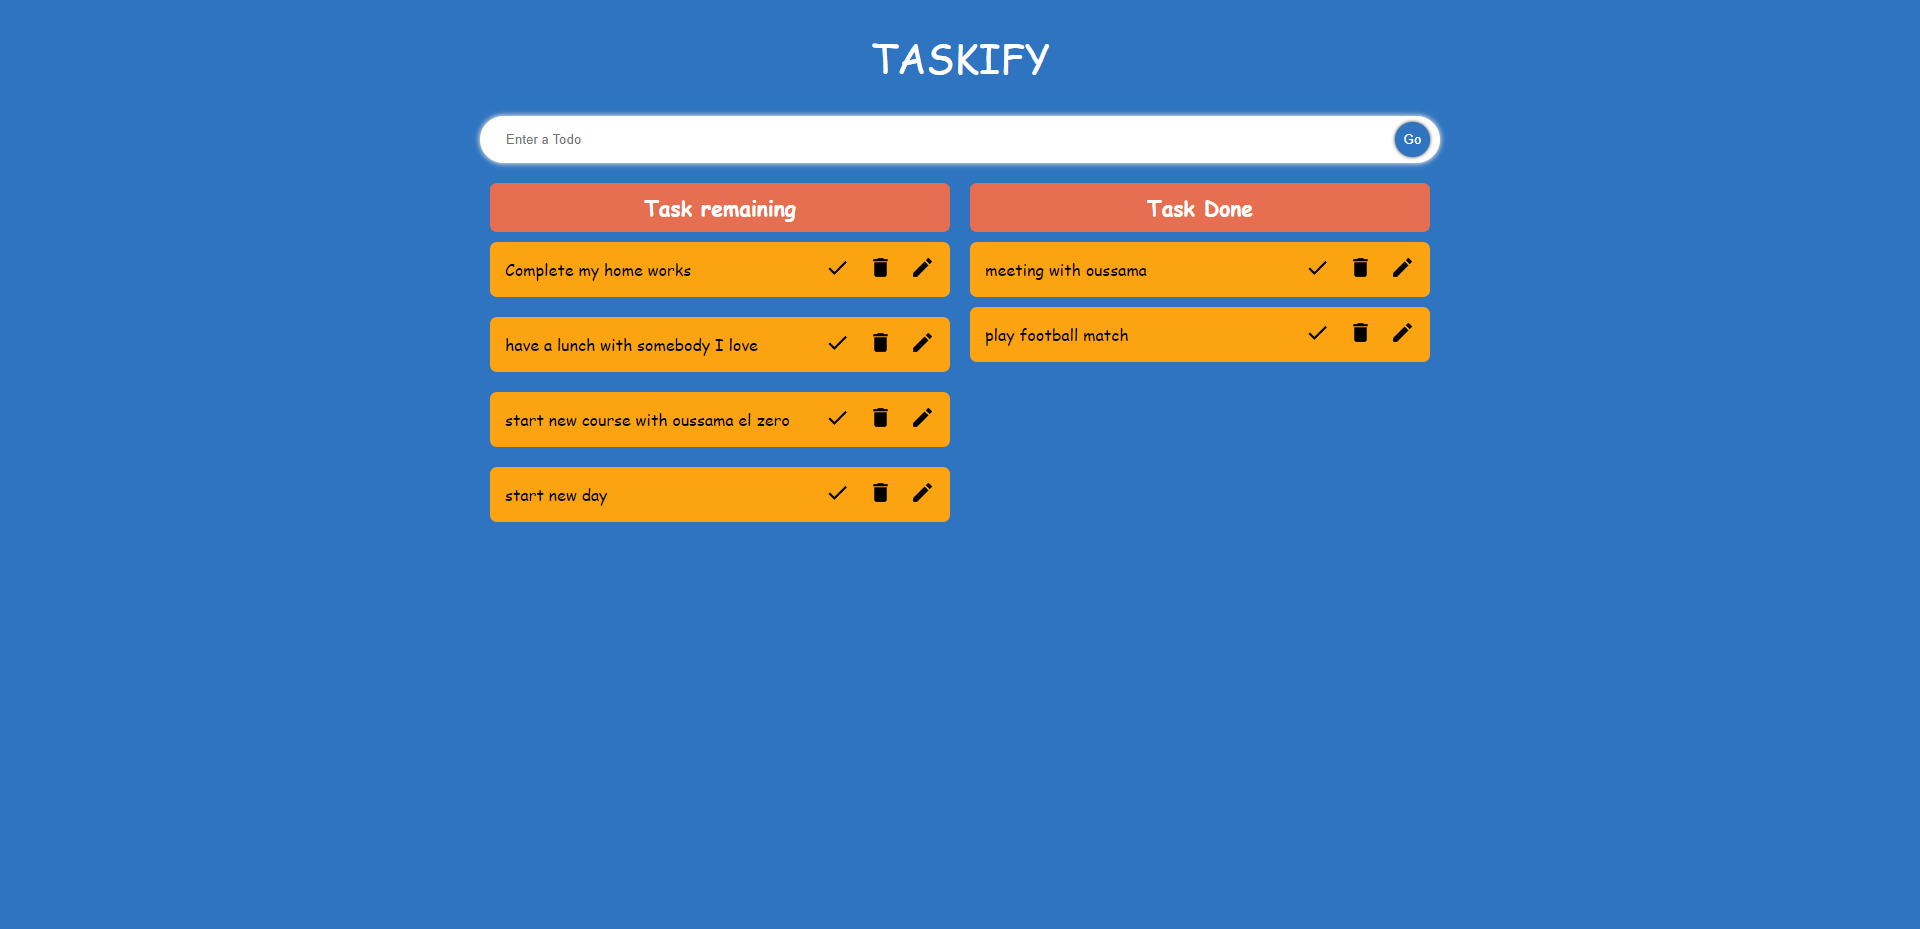 TASKIFY
Enter a Todo
Go
Task remaining
Complete my home works
have a lunch with somebody I love
start new course with oussama el zero
start new day
Task Done
meeting with oussama
play football match